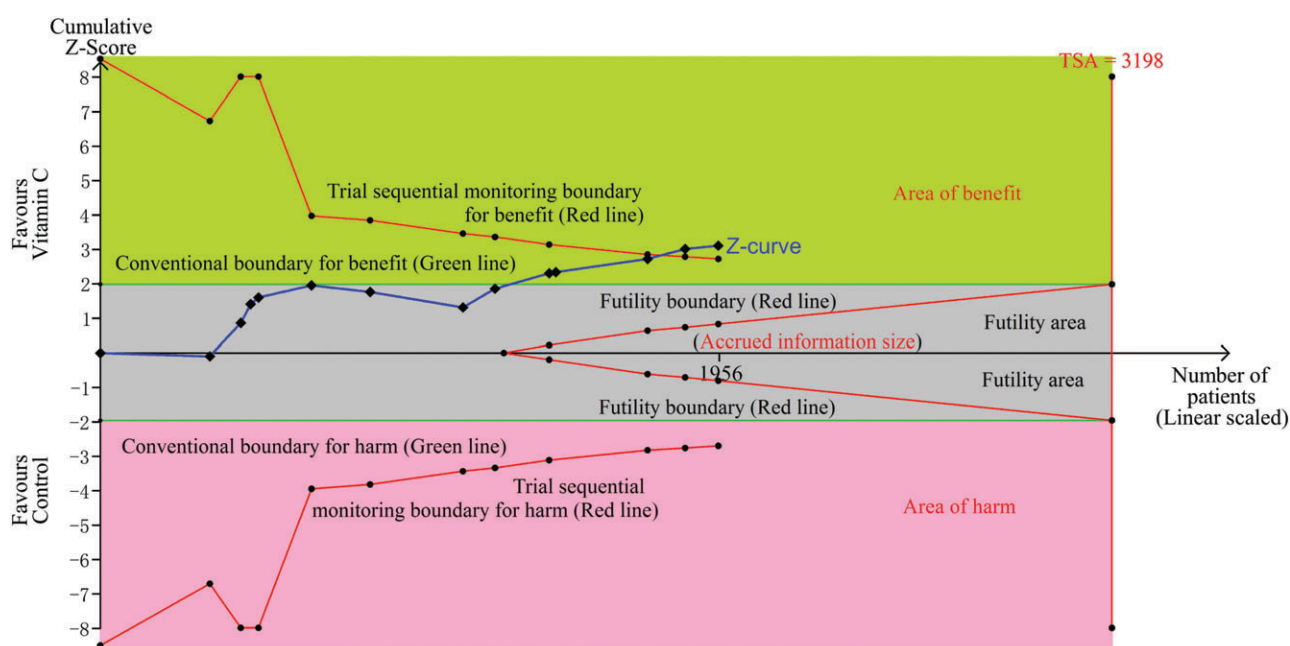 Cumulative
Z-Score
TSA = 3198
8
7
6
5
4
3
2
1
-1
-2
-3
-4
-5
-6
-7
-8
Favours
Vitamin C
Favours
Control
Trial sequential monitoring boundary
for benefit (Red line)
Area of benefit
Z-curve
Conventional boundary for benefit (Green line)
Futility boundary (Red line)
Futility area
(Accrued information size)
1956
Futility area
Number of
patients
(Linear scaled)
Futility boundary (Red line)
Conventional boundary for harm (Green line)
Trial sequential
monitoring boundary for harm (Red line)
Area of harm